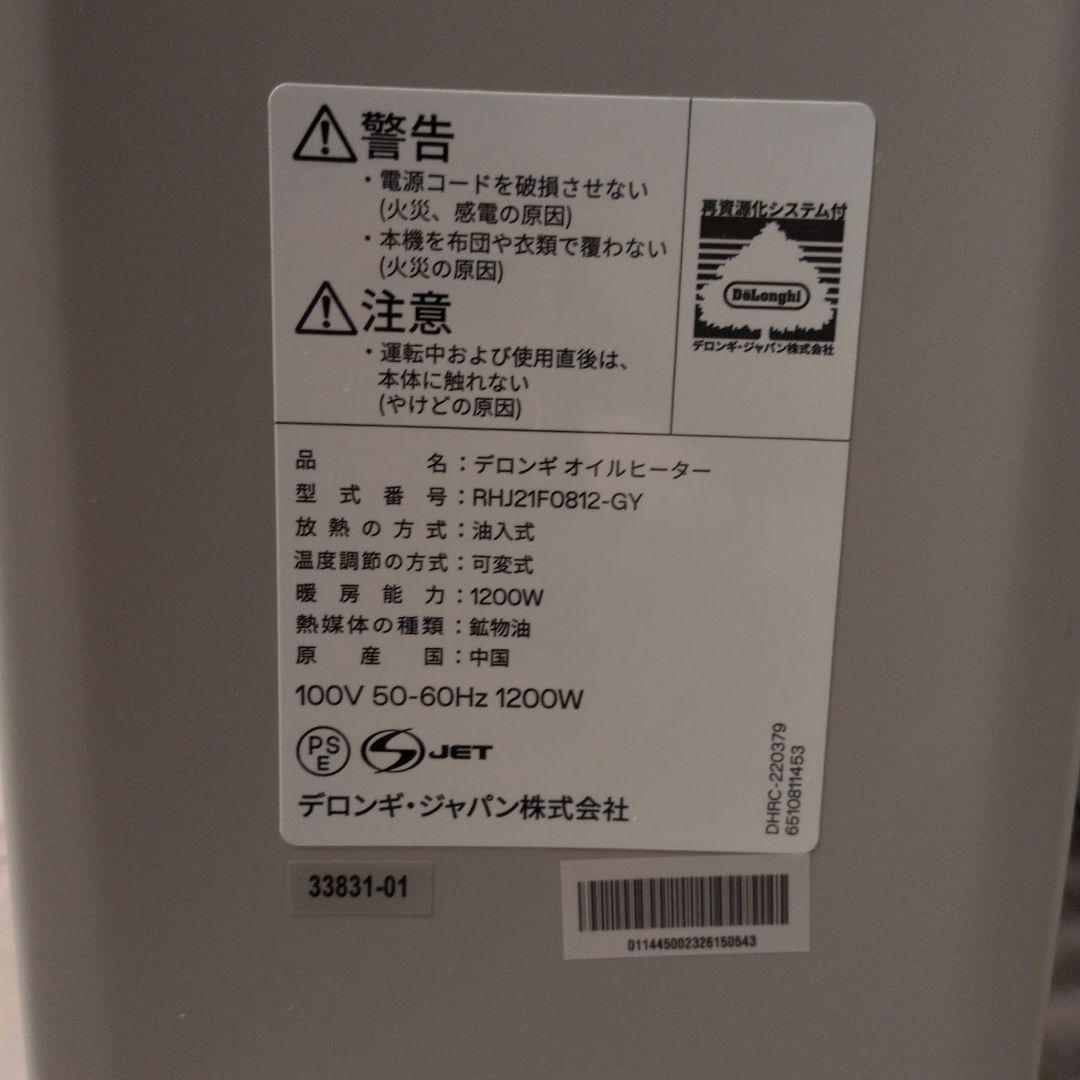 警告
・電源コードを破損させない
(火災、感電の原因)
・本機を布団や衣類で覆わない
(火災の原因)
注意
・運転中および使用直後は、
本体に触れない
(やけどの原因)
再資源化システム付
DeLonghi
デロンギ・ジャパン株式会社
品名：デロンギ オイルヒーター
型式番号：RHJ21F0812-GY
放熱の方式：油入式
温度調節の方式：可変式
暖房能力：1200W
熱媒体の種類：鉱物油
原産国：中国
100V 50-60Hz 1200W
PSE
S JET
デロンギ・ジャパン株式会社
DHRC-220379
6510811453
33831-01
011445002326150543